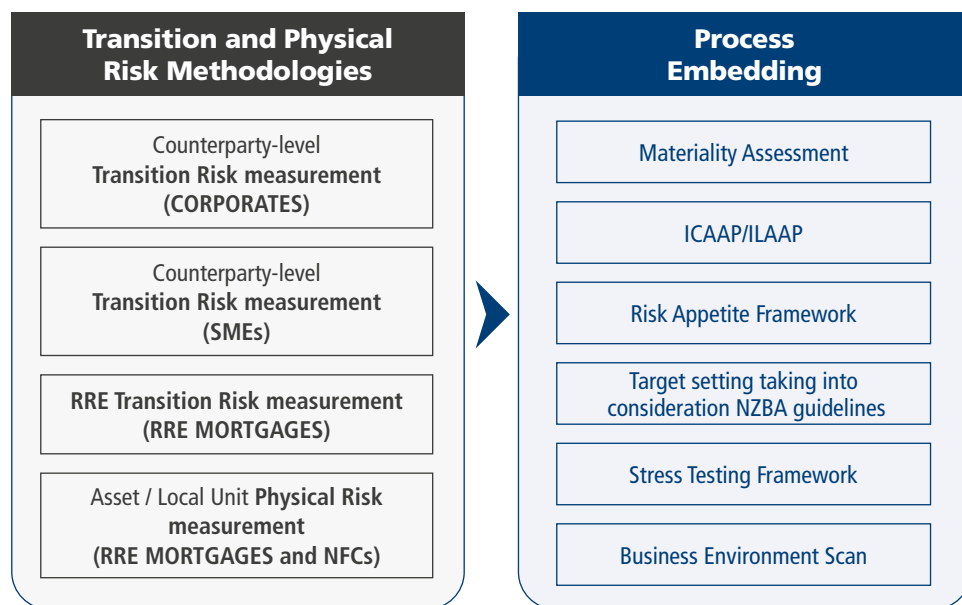 Transition and Physical
Risk Methodologies
Counterparty-level
Transition Risk measurement
(CORPORATES)
Counterparty-level
Transition Risk measurement
(SMEs)
RRE Transition Risk measurement
(RRE MORTGAGES)
Asset / Local Unit Physical Risk
measurement
(RRE MORTGAGES and NFCs)
Process
Embedding
Materiality Assessment
ICAAP/ILAAP
Risk Appetite Framework
Target setting taking into
consideration NZBA guidelines
Stress Testing Framework
Business Environment Scan